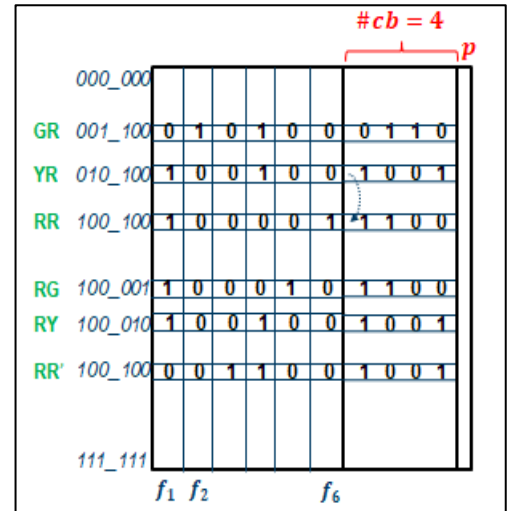 #cb = 4
p
000_000
GR 001_100 0 1 0 1 0 0 0 1 1 0
YR 010_100 1 0 0 1 0 0 1 0 0 1
RR 100_100 1 0 0 0 0 1 1 1 0 0
RG 100_001 1 0 0 0 1 0 1 1 0 0
RY 100_010 1 0 0 1 0 0 1 0 0 1
RR' 100_100 0 0 1 1 0 0 1 0 0 1
111_111
f₁ f₂ f₆